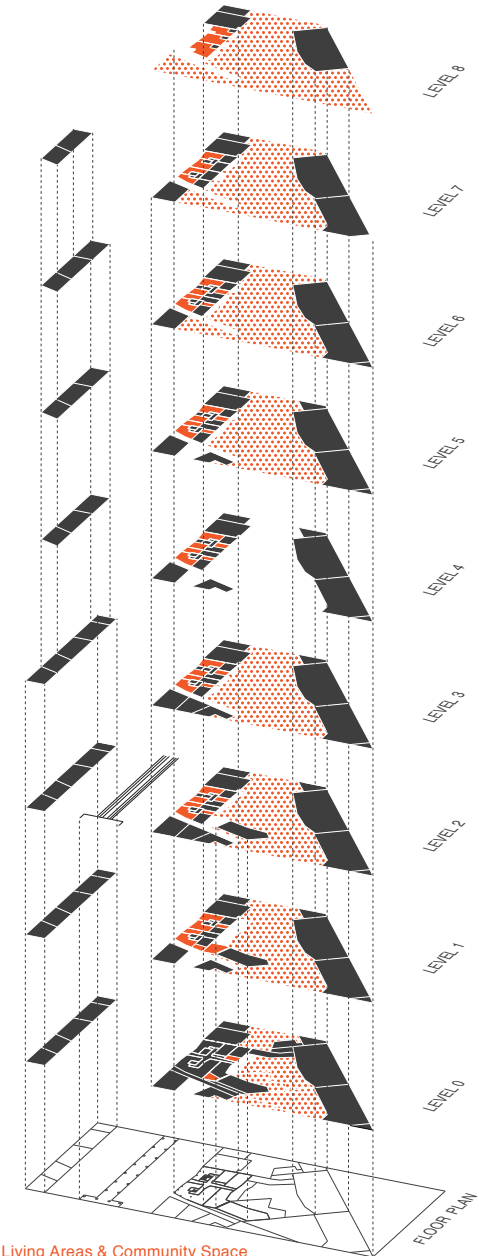 LEVEL 8
LEVEL 7
LEVEL 6
LEVEL 5
LEVEL 4
LEVEL 3
LEVEL 2
LEVEL 1
LEVEL 0
FLOOR PLAN
Living Areas & Community Space